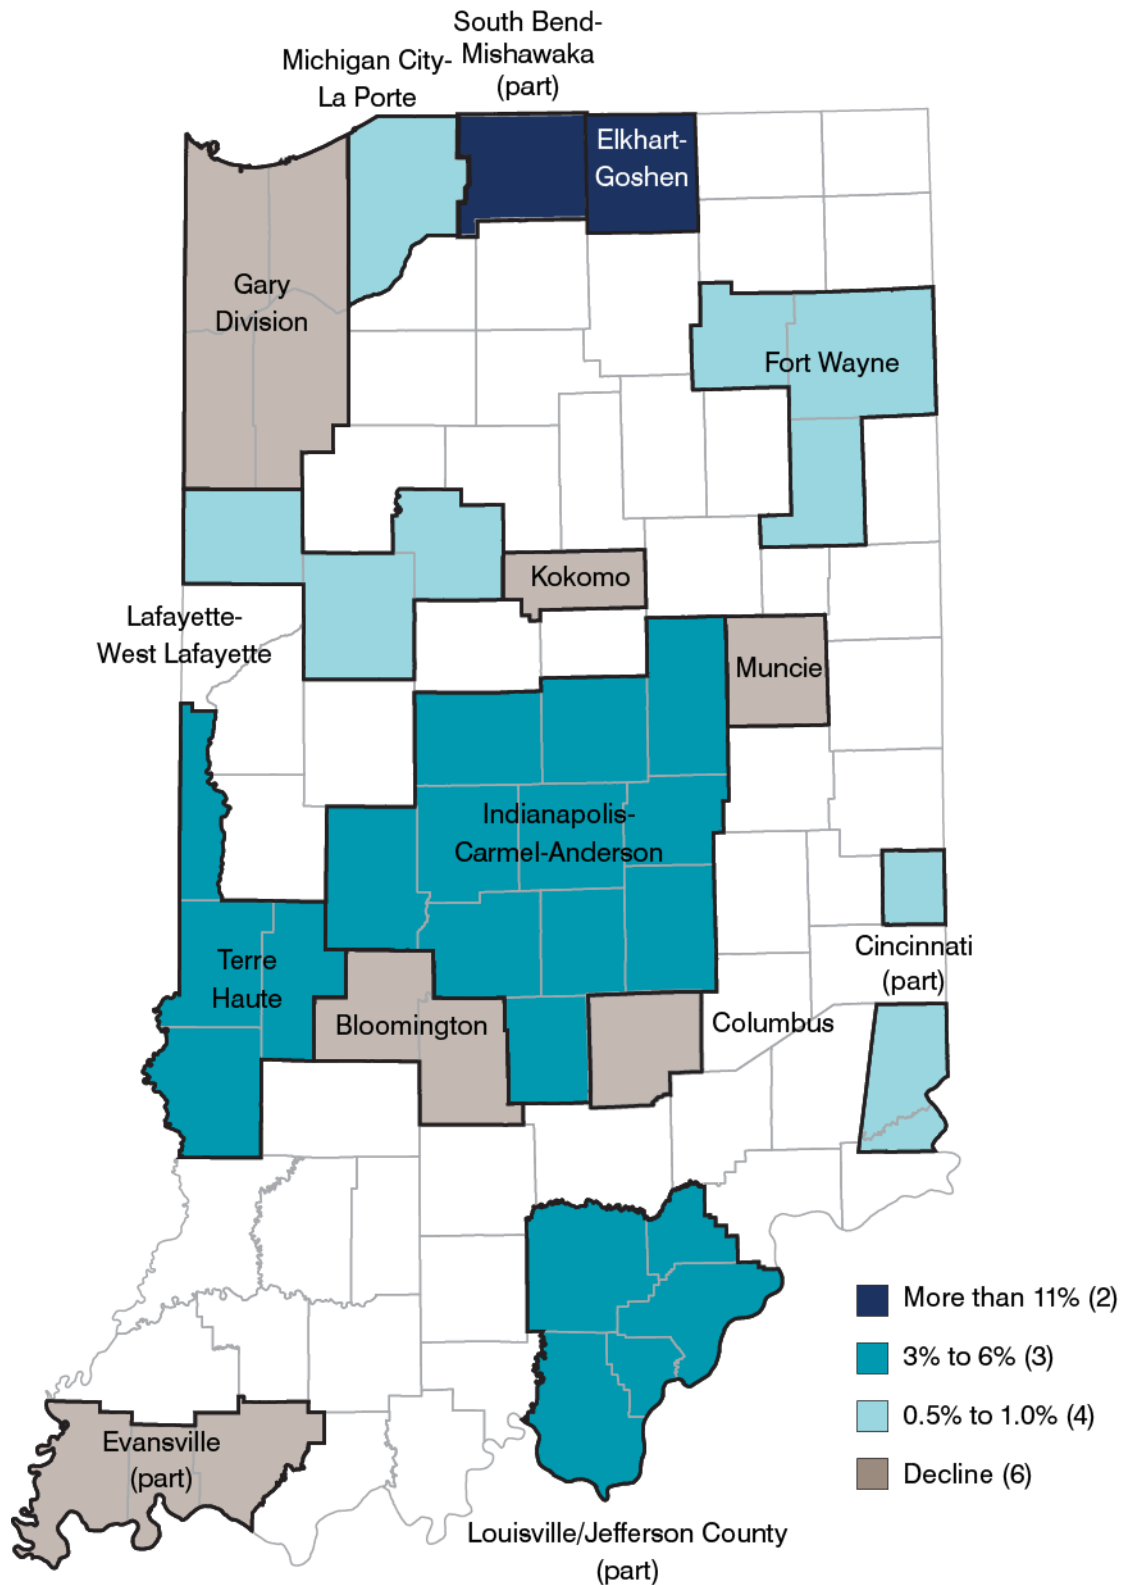 South Bend-
Mishawaka
(part)
Michigan City-
La Porte
Elkhart-
Goshen
Gary
Division
Fort Wayne
Kokomo
Lafayette-
West Lafayette
Muncie
Indianapolis-
Carmel-Anderson
Cincinnati
(part)
Terre
Haute
Bloomington
Columbus
More than 11% (2)
3% to 6% (3)
0.5% to 1.0% (4)
Decline (6)
Evansville
(part)
Louisville/Jefferson County
(part)